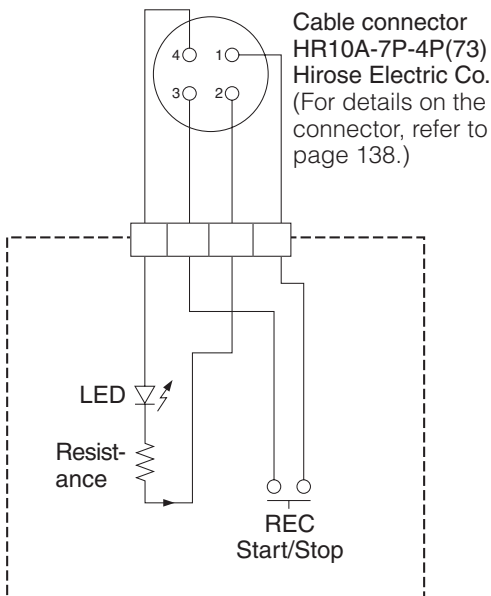 Cable connector
HR10A-7P-4P(73)
Hirose Electric Co.
(For details on the
connector, refer to
page 138.)
4 1
3 2
LED
Resist-
ance
REC
Start/Stop